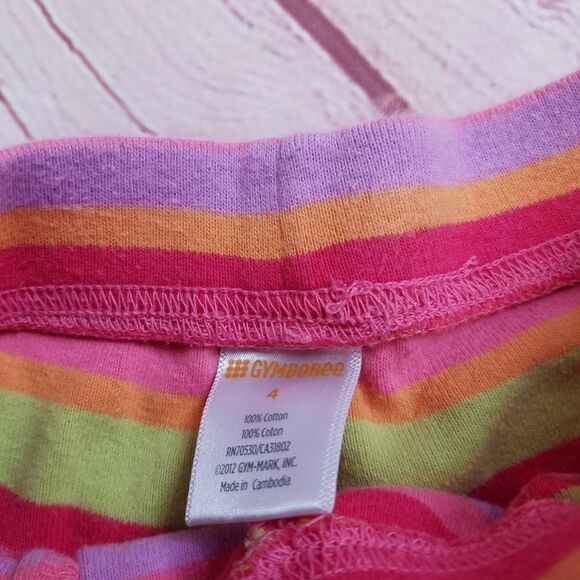 GYMBOREE
4
100% Cotton
100% Coton
RN70530/CA31802
©2012 GYM-MARK, INC.
Made in Cambodia